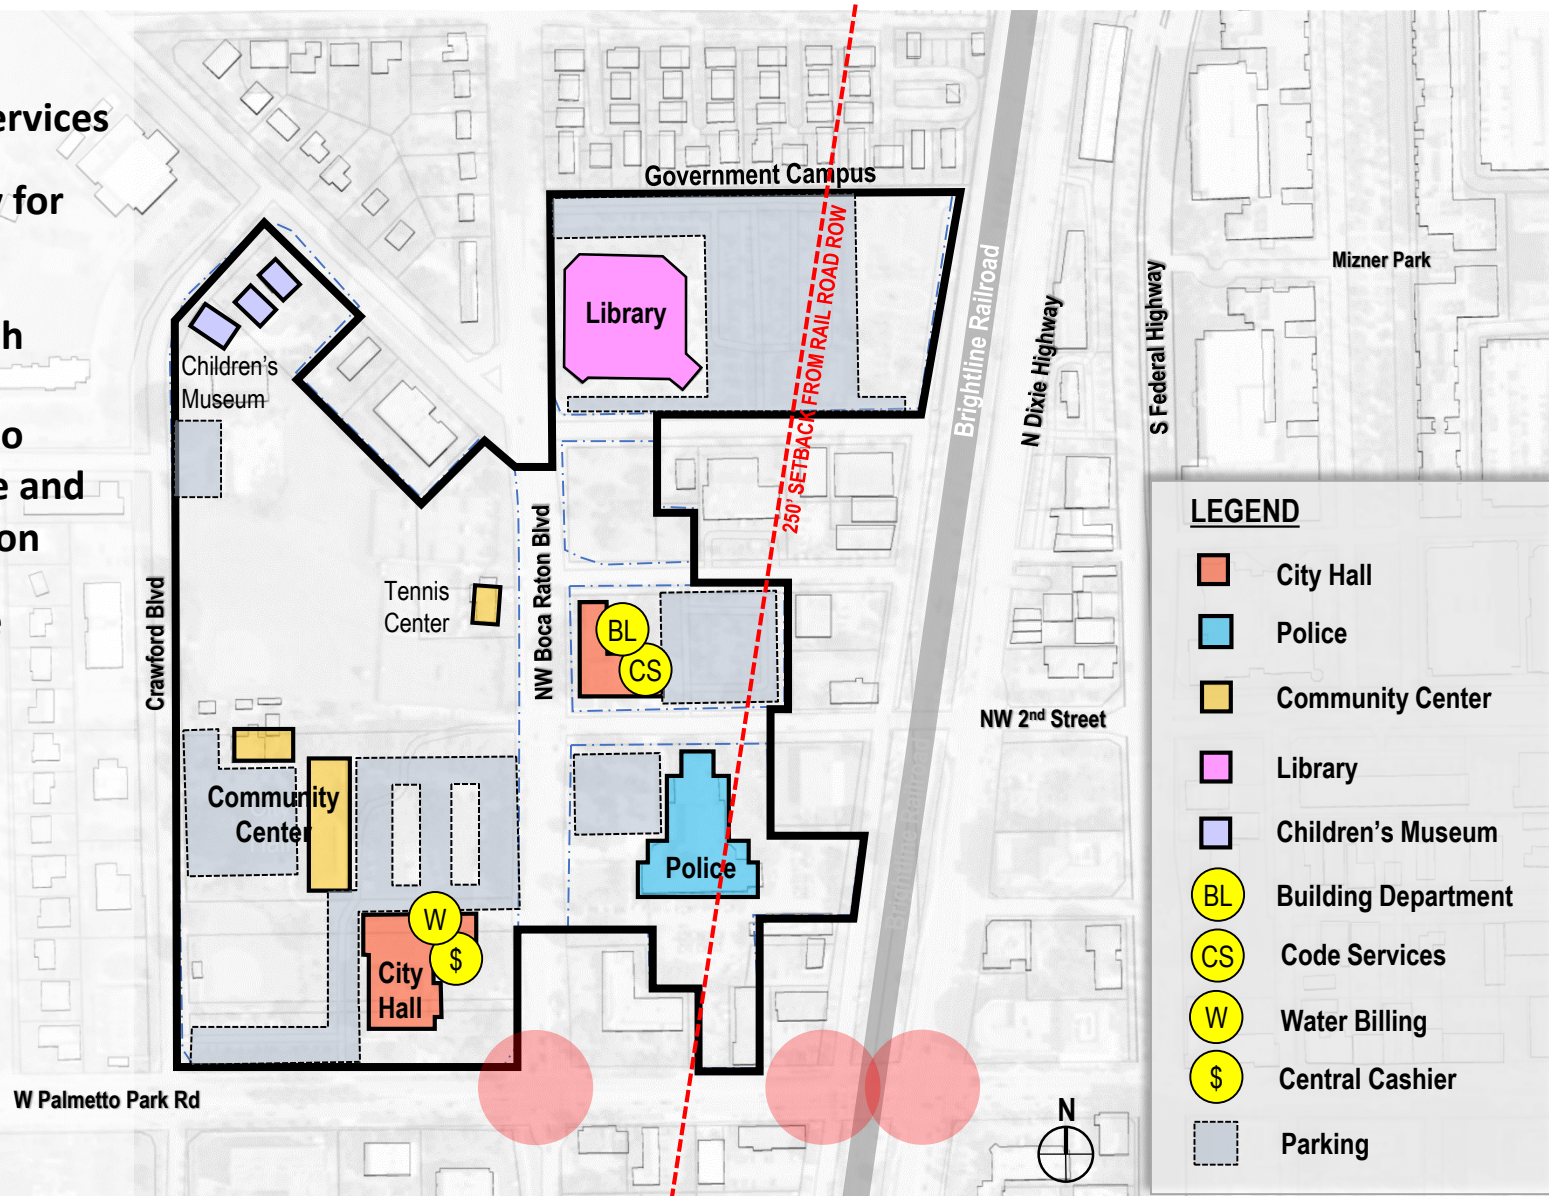 ervices
for
h
o
e and
on
Government Campus
250' SETBACK FROM RAIL ROAD ROW
Library
Brightline Railroad
Mizner Park
N Dixie Highway
S Federal Highway
Children's
Museum
Tennis
Center
NW Boca Raton Blvd
Crawford Blvd
BL
CS
NW 2nd Street
Community
Center
Police
Brightline Railroad
W
$
City
Hall
W Palmetto Park Rd
N
LEGEND
City Hall
Police
Community Center
Library
Children's Museum
BL Building Department
CS Code Services
W Water Billing
$ Central Cashier
Parking